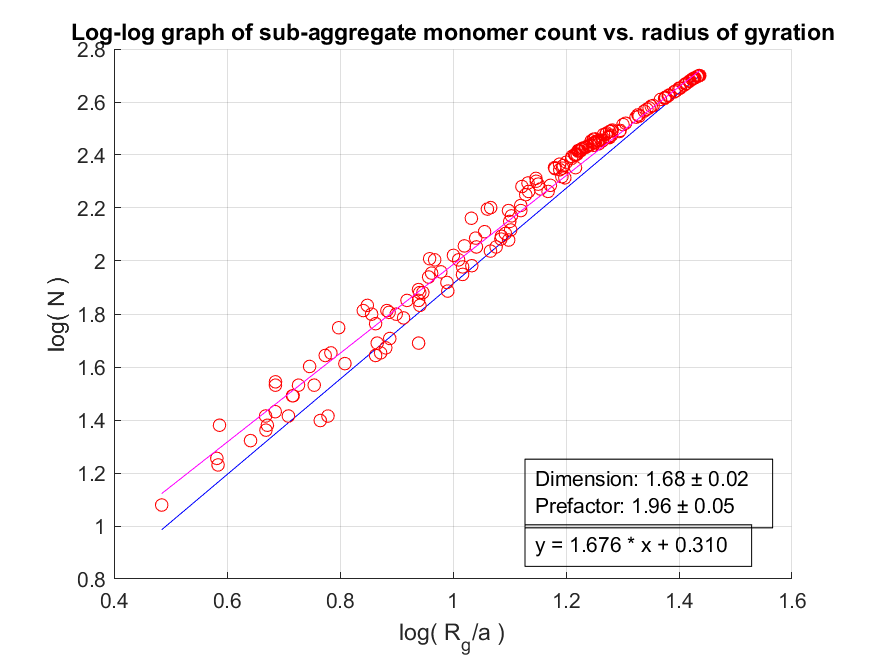 Log-log graph of sub-aggregate monomer count vs. radius of gyration
2.8
2.6
2.4
2.2
2
1.8
1.6
1.4
1.2
1
0.8
log( N )
Dimension: 1.68 ± 0.02
Prefactor: 1.96 ± 0.05
y = 1.676 * x + 0.310
0.4 0.6 0.8 1 1.2 1.4 1.6
log( Rg/a )